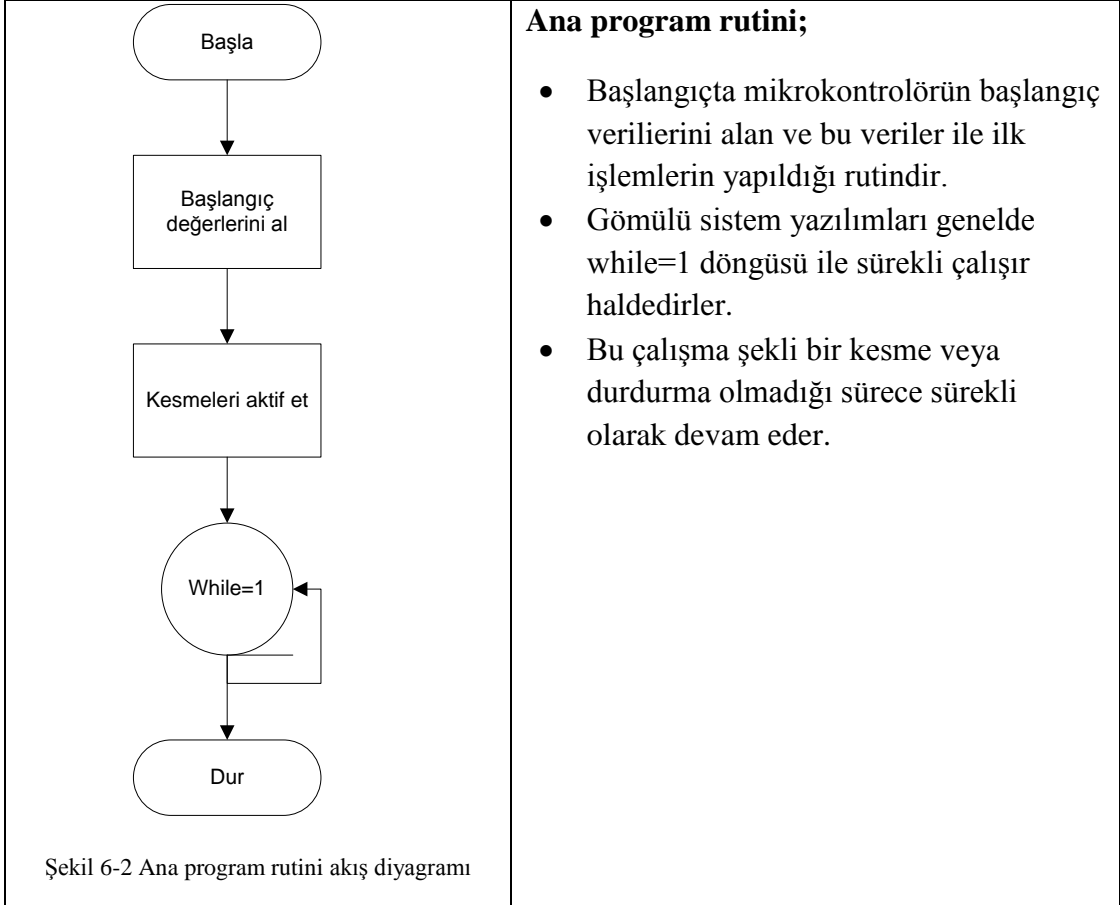 Başla
Başlangıç
değerlerini al
Kesmeleri aktif et
While=1
Dur
Şekil 6-2 Ana program rutini akış diyagramı
Ana program rutini;
• Başlangıçta mikrokontrolörün başlangıç
verilierini alan ve bu veriler ile ilk
işlemlerin yapıldığı rutindir.
• Gömülü sistem yazılımları genelde
while=1 döngüsü ile sürekli çalışır
haldedirler.
• Bu çalışma şekli bir kesme veya
durdurma olmadığı sürece sürekli
olarak devam eder.